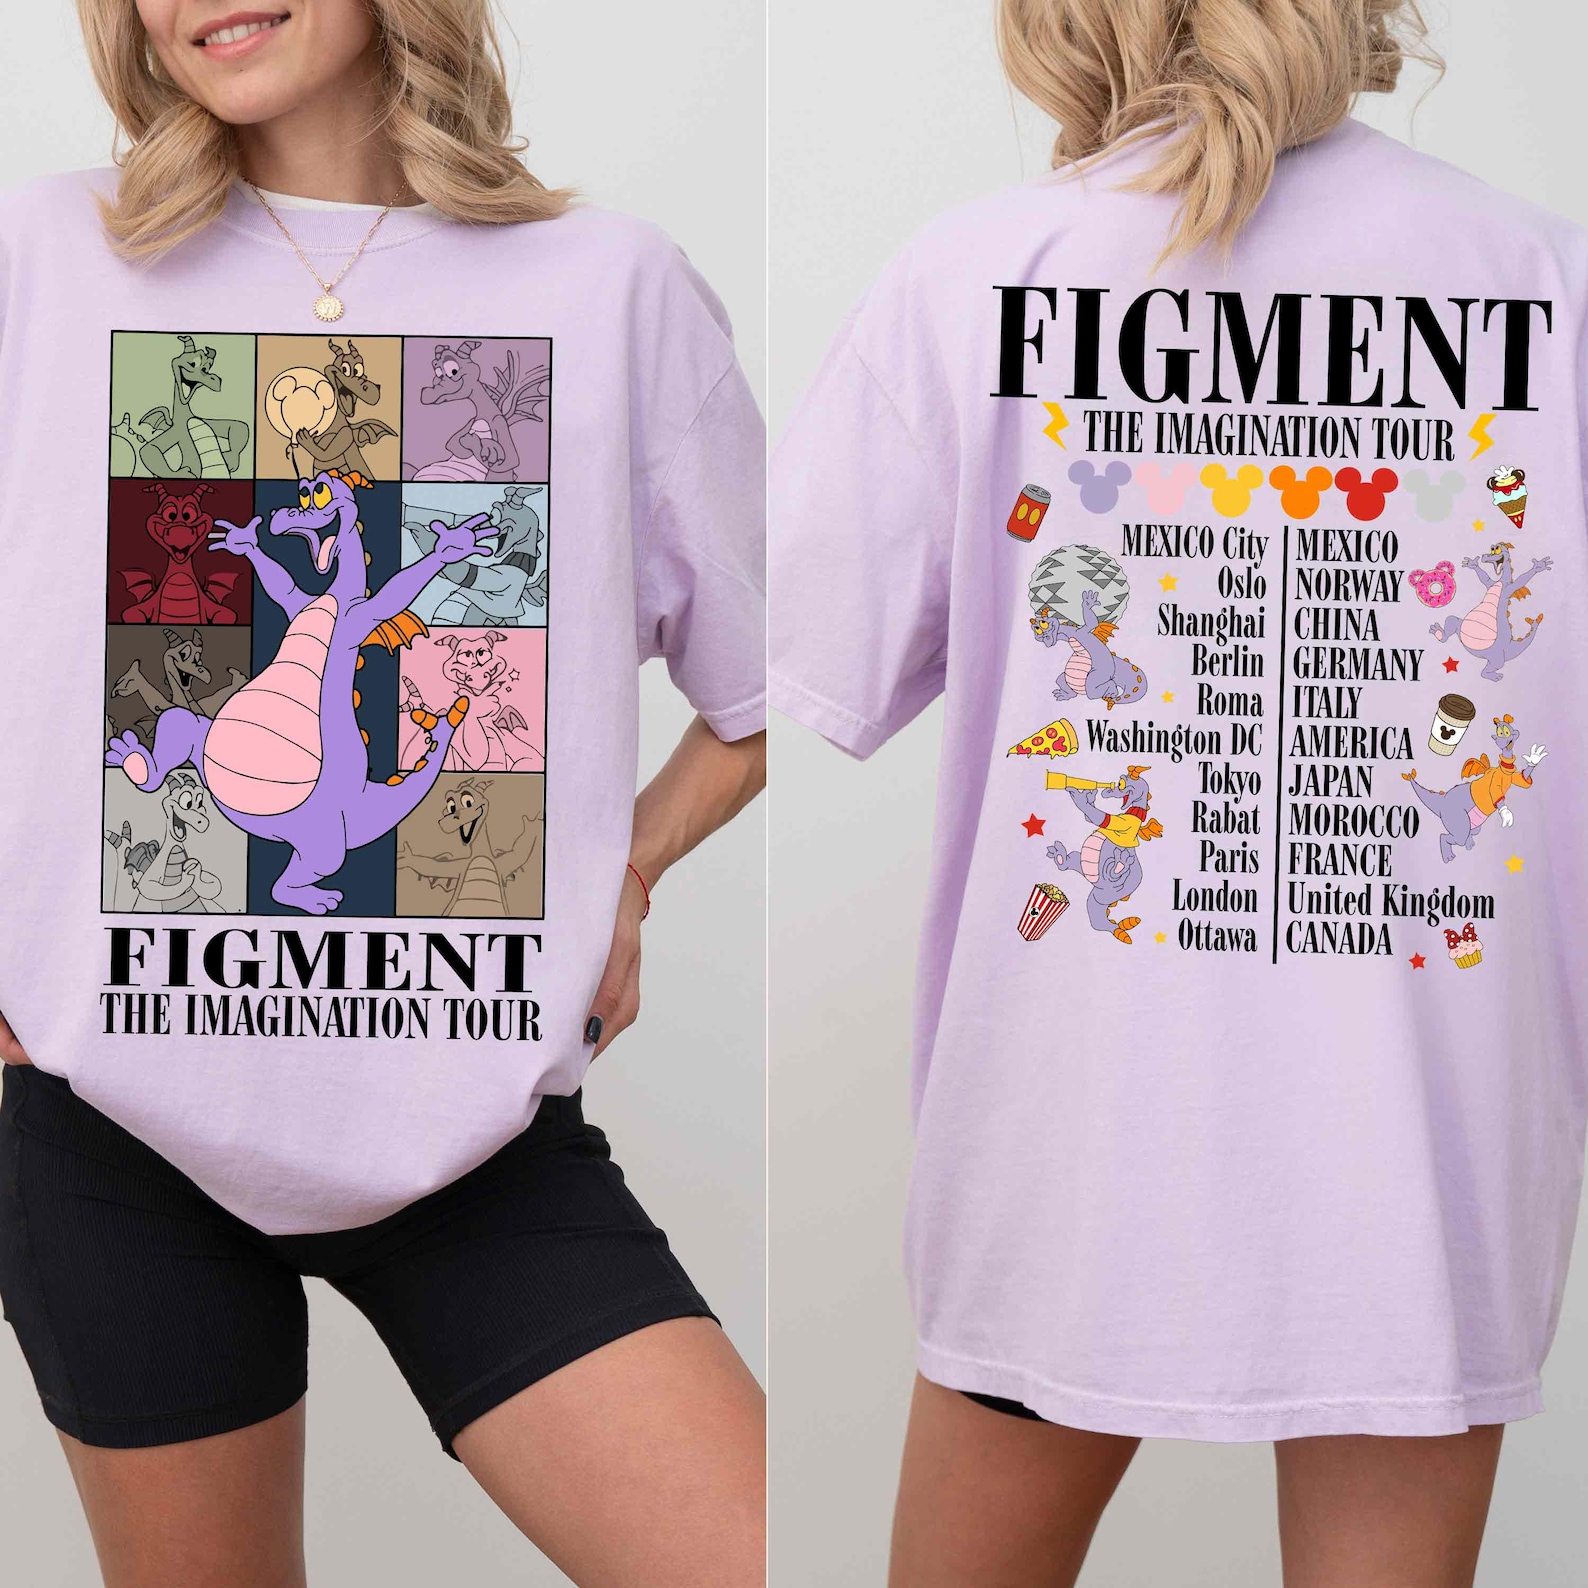 FIGMENT
THE IMAGINATION TOUR
FIGMENT
THE IMAGINATION TOUR
MEXICO City | MEXICO
Oslo | NORWAY
Shanghai | CHINA
Berlin | GERMANY
Roma | ITALY
Washington DC | AMERICA
Tokyo | JAPAN
Rabat | MOROCCO
Paris | FRANCE
London | United Kingdom
Ottawa | CANADA